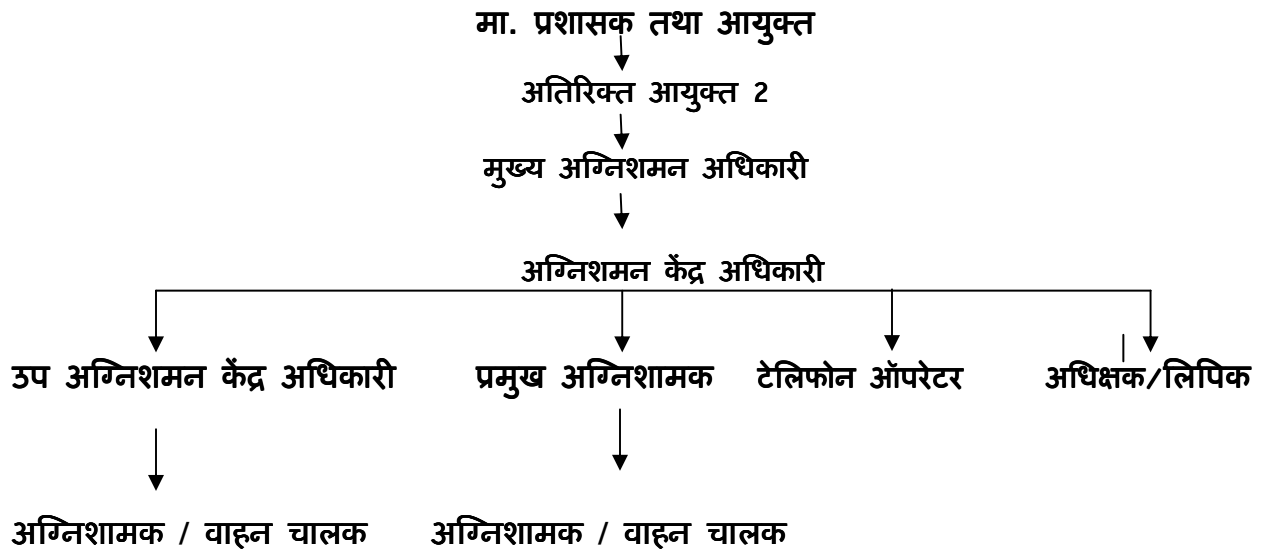 मा. प्रशासक तथा आयुक्त
अतिरिक्त आयुक्त 2
मुख्य अग्निशमन अधिकारी
अग्निशमन केंद्र अधिकारी
उप अग्निशमन केंद्र अधिकारी प्रमुख अग्निशामक टेलिफोन ऑपरेटर अधिक्षक/लिपिक
अग्निशामक / वाहन चालक अग्निशामक / वाहन चालक